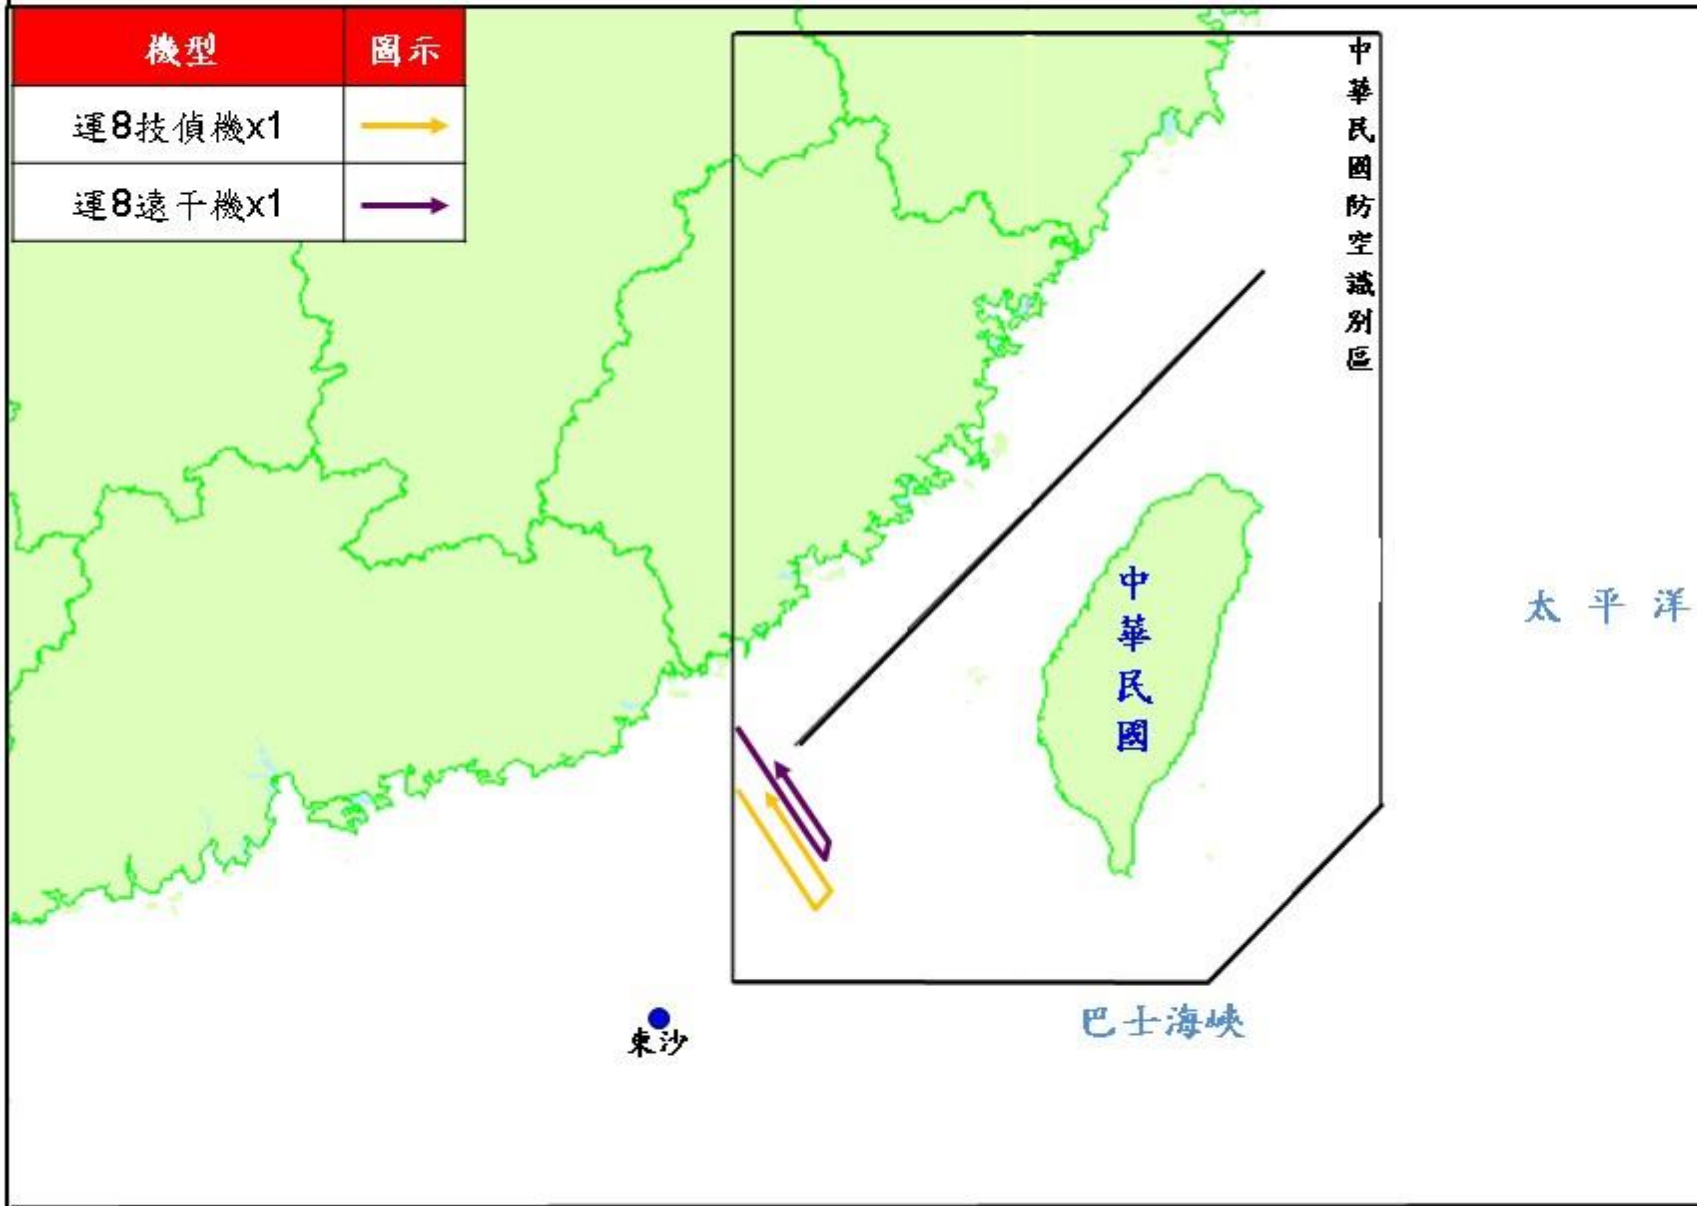 機型 圖示
運8技偵機x1
運8遠干機x1
中華民國防空識別區
中華民國
太平洋
巴士海峽
東沙